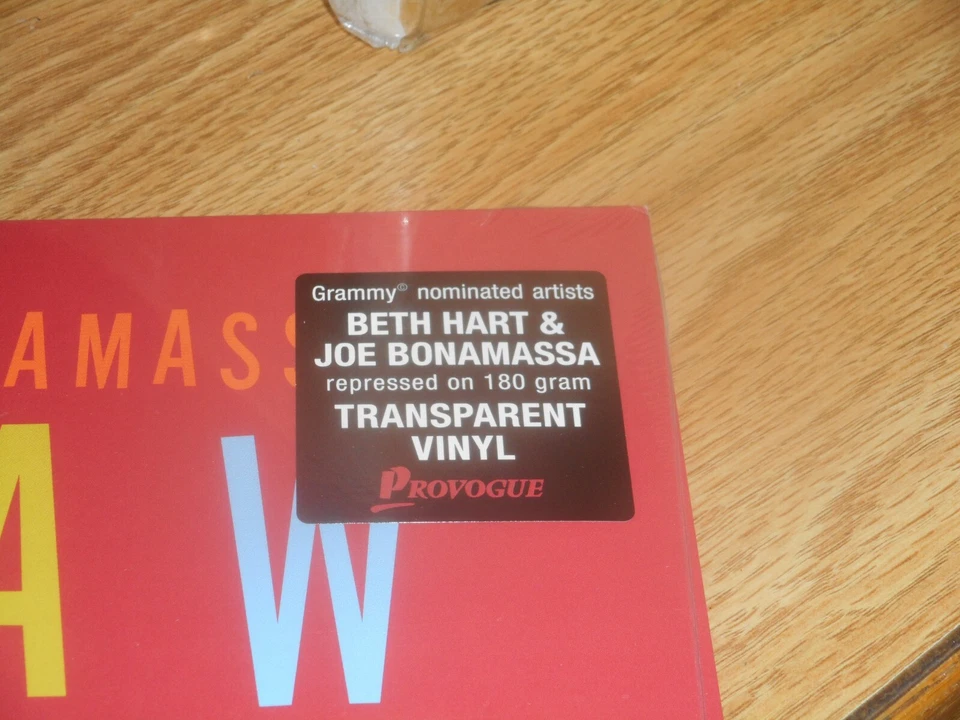 Grammy© nominated artists
BETH HART &
JOE BONAMASSA
repressed on 180 gram
TRANSPARENT
VINYL
PROVOGUE
AMASS
A W